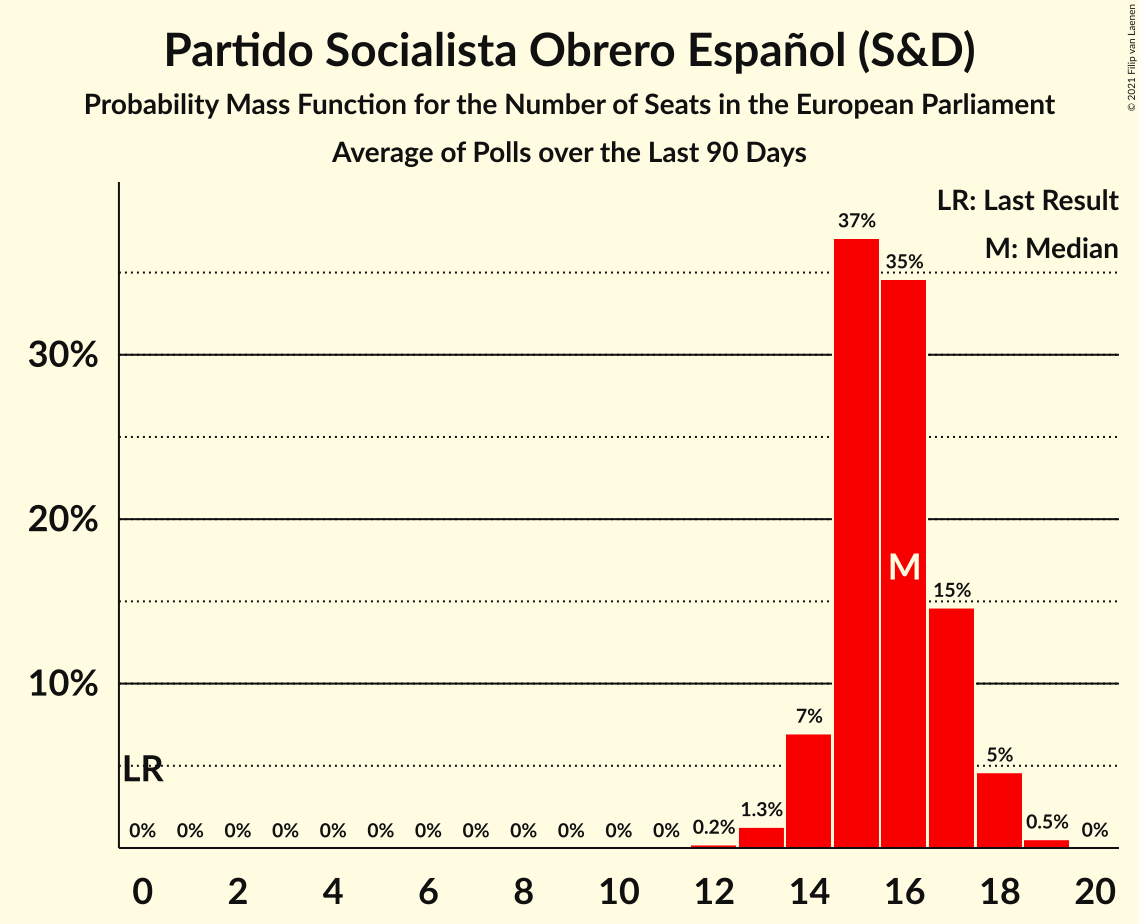 Partido Socialista Obrero Español (S&D)
Probability Mass Function for the Number of Seats in the European Parliament
Average of Polls over the Last 90 Days
© 2021 Filip van Laenen
LR: Last Result
M: Median
30%
20%
10%
37%
35%
M
15%
7%
5%
LR
0% 0% 0% 0% 0% 0% 0% 0% 0% 0% 0% 0% 0.2% 1.3% 0.5% 0%
0 2 4 6 8 10 12 14 16 18 20